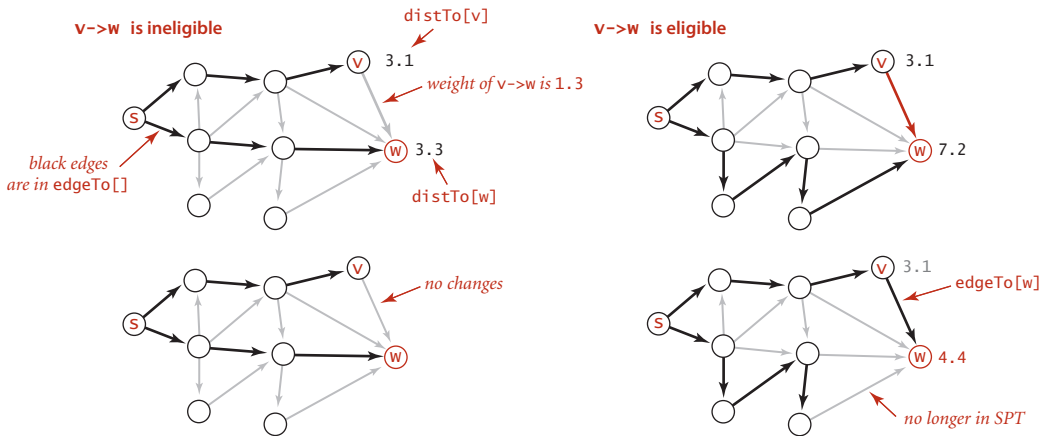 v->w is ineligible
distTo[v]
v 3.1
weight of v->w is 1.3
s
black edges
are in edgeTo[]
w 3.3
distTo[w]
v
no changes
s
w
v->w is eligible
v 3.1
s
w 7.2
v 3.1
edgeTo[w]
s
w 4.4
no longer in SPT